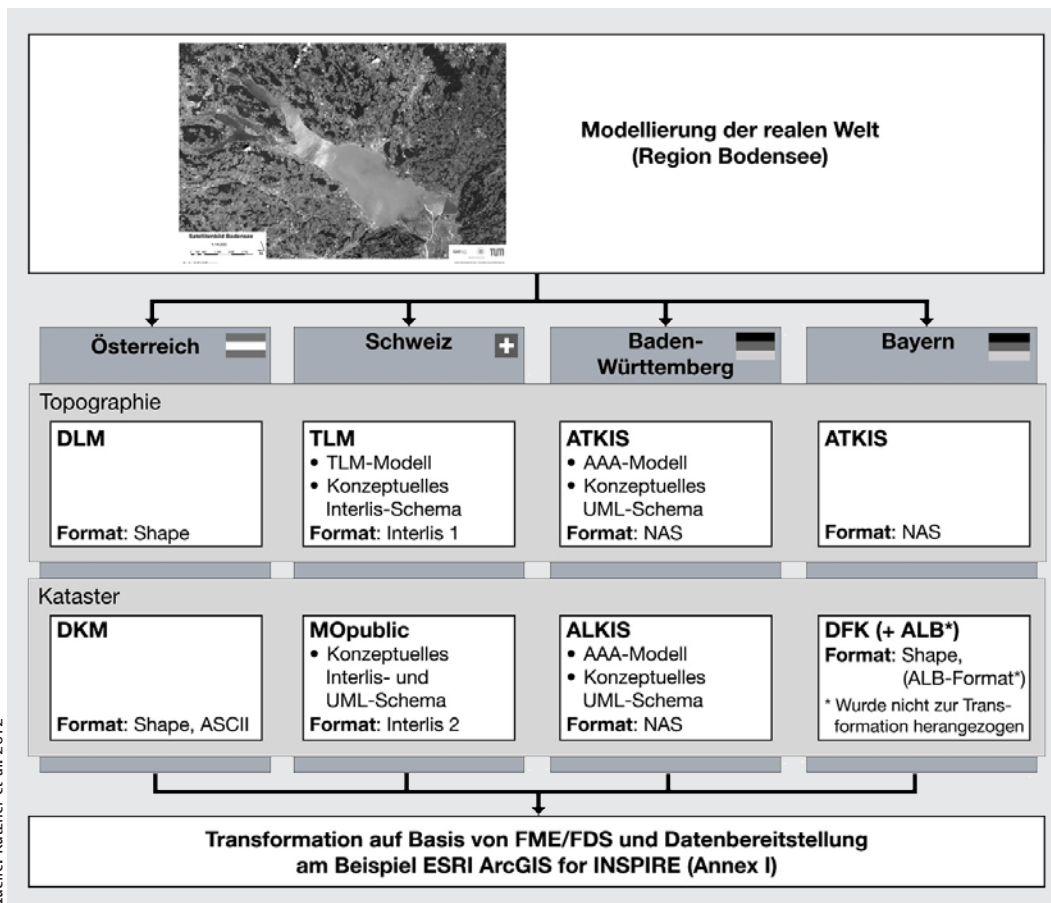 Modellierung der realen Welt
(Region Bodensee)
Satellitenbild Bodensee
TUM
Österreich
Schweiz
Baden-
Württemberg
Bayern
Topographie
DLM
Format: Shape
TLM
• TLM-Modell
• Konzeptuelles
Interlis-Schema
Format: Interlis 1
ATKIS
• AAA-Modell
• Konzeptuelles
UML-Schema
Format: NAS
ATKIS
Format: NAS
Kataster
DKM
Format: Shape, ASCII
MOpublic
• Konzeptuelles
Interlis- und
UML-Schema
Format: Interlis 2
ALKIS
• AAA-Modell
• Konzeptuelles
UML-Schema
Format: NAS
DFK (+ ALB*)
Format: Shape,
(ALB-Format*)
* Wurde nicht zur Trans-
formation herangezogen
Transformation auf Basis von FME/FDS und Datenbereitstellung
am Beispiel ESRI ArcGIS for INSPIRE (Annex I)